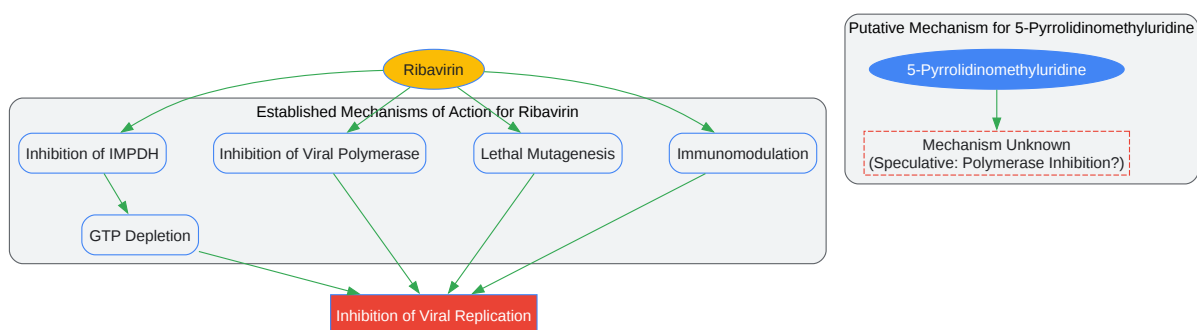 Ribavirin
Established Mechanisms of Action for Ribavirin
Inhibition of IMPDH
Inhibition of Viral Polymerase
Lethal Mutagenesis
Immunomodulation
GTP Depletion
Inhibition of Viral Replication
Putative Mechanism for 5-Pyrrolidinomethyluridine
5-Pyrrolidinomethyluridine
Mechanism Unknown
(Speculative: Polymerase Inhibition?)